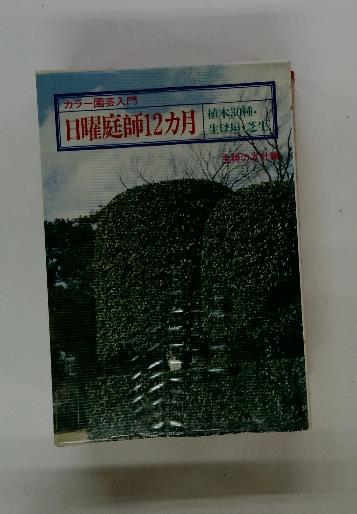 カラー園芸入門
日曜庭師12カ月
植木30種・
生け垣・芝生
主婦の友社編